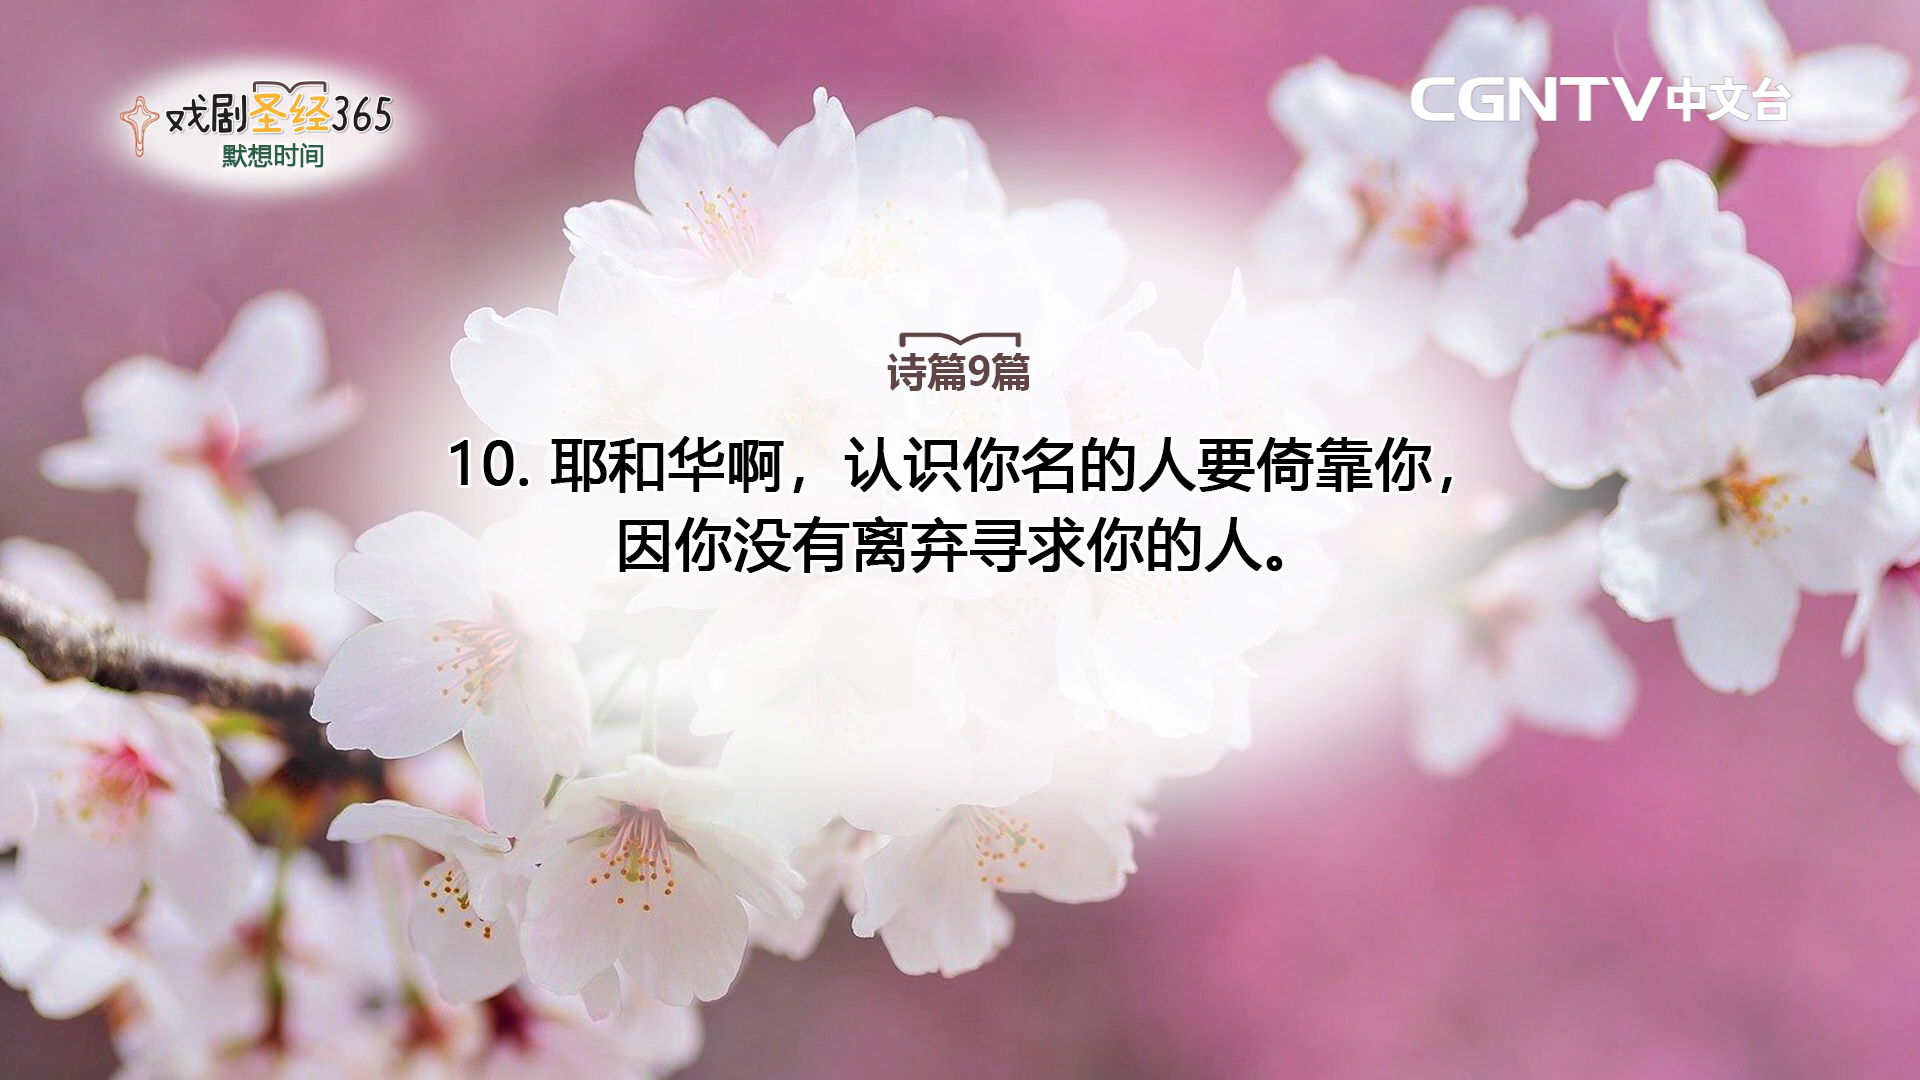 戏剧圣经365
默想时间
CGNTV中文台
诗篇9篇
10. 耶和华啊，认识你名的人要倚靠你，
因你没有离弃寻求你的人。